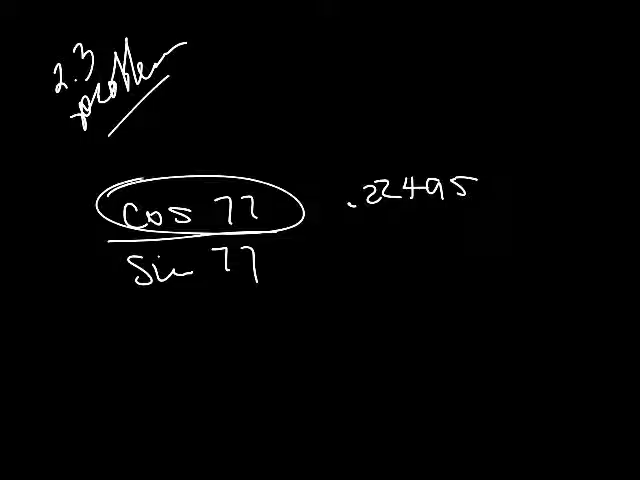 2.3
problem
cos 77
sin 77
.22495